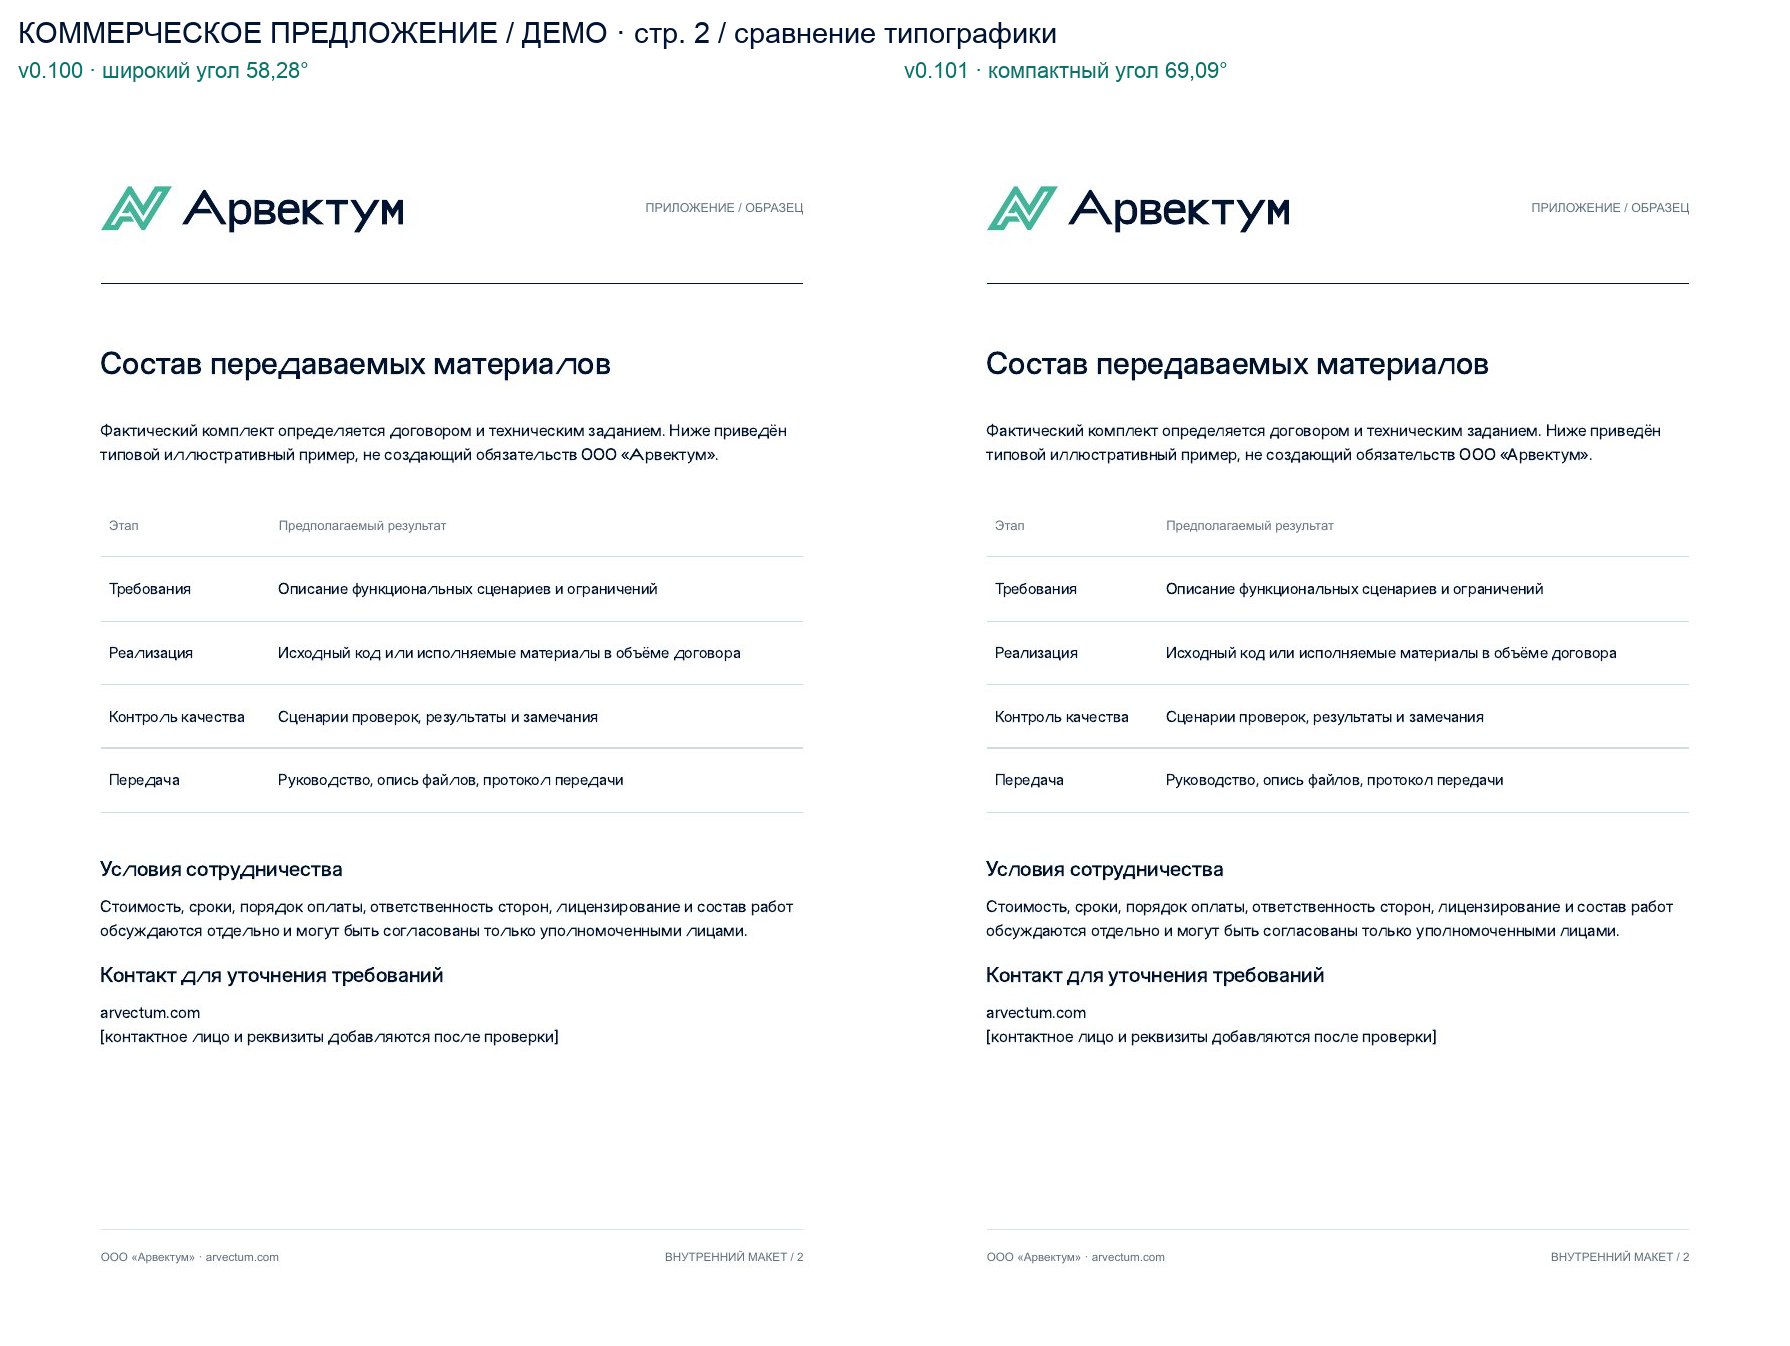 КОММЕРЧЕСКОЕ ПРЕДЛОЖЕНИЕ / ДЕМО · стр. 2 / сравнение типографики
v0.100 · широкий угол 58,28°
Арвектум
ПРИЛОЖЕНИЕ / ОБРАЗЕЦ
Состав передаваемых материалов
Фактический комплект определяется договором и техническим заданием. Ниже приведён
типовой иллюстративный пример, не создающий обязательств ООО «Арвектум».
Этап Предполагаемый результат
Требования Описание функциональных сценариев и ограничений
Реализация Исходный код или исполняемые материалы в объёме договора
Контроль качества Сценарии проверок, результаты и замечания
Передача Руководство, опись файлов, протокол передачи
Условия сотрудничества
Стоимость, сроки, порядок оплаты, ответственность сторон, лицензирование и состав работ
обсуждаются отдельно и могут быть согласованы только уполномоченными лицами.
Контакт для уточнения требований
arvectum.com
[контактное лицо и реквизиты добавляются после проверки]
ООО «Арвектум» · arvectum.com
ВНУТРЕННИЙ МАКЕТ / 2
v0.101 · компактный угол 69,09°
Арвектум
ПРИЛОЖЕНИЕ / ОБРАЗЕЦ
Состав передаваемых материалов
Фактический комплект определяется договором и техническим заданием. Ниже приведён
типовой иллюстративный пример, не создающий обязательств ООО «Арвектум».
Этап Предполагаемый результат
Требования Описание функциональных сценариев и ограничений
Реализация Исходный код или исполняемые материалы в объёме договора
Контроль качества Сценарии проверок, результаты и замечания
Передача Руководство, опись файлов, протокол передачи
Условия сотрудничества
Стоимость, сроки, порядок оплаты, ответственность сторон, лицензирование и состав работ
обсуждаются отдельно и могут быть согласованы только уполномоченными лицами.
Контакт для уточнения требований
arvectum.com
[контактное лицо и реквизиты добавляются после проверки]
ООО «Арвектум» · arvectum.com
ВНУТРЕННИЙ МАКЕТ / 2